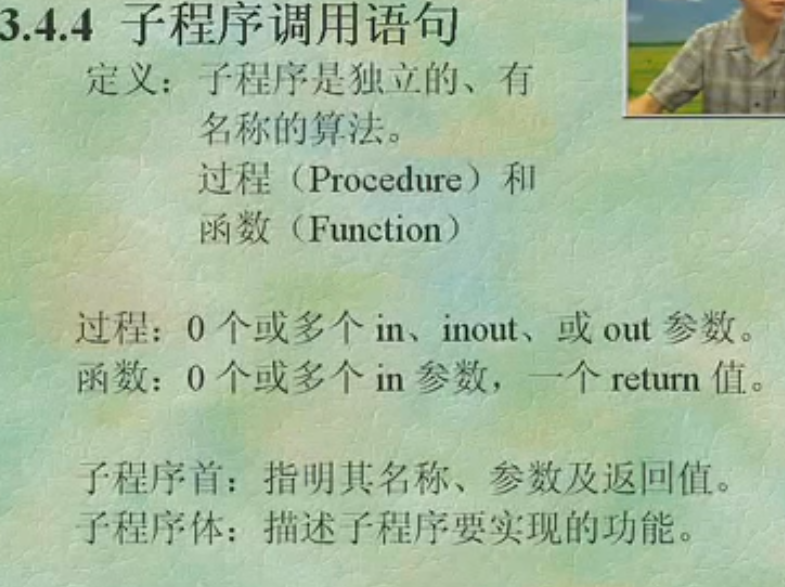 3.4.4 子程序调用语句
定义：子程序是独立的、有
名称的算法。
过程（Procedure）和
函数（Function）
过程：0 个或多个 in、inout、或 out 参数。
函数：0 个或多个 in 参数，一个 return 值。
子程序首：指明其名称、参数及返回值。
子程序体：描述子程序要实现的功能。